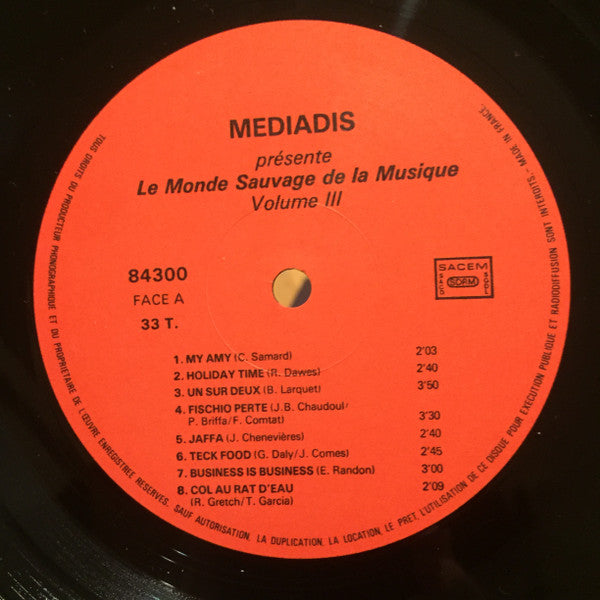 MEDIADIS
présente
Le Monde Sauvage de la Musique
Volume III
84300
FACE A
33 T.
SACEM
SACD SDRM SGDL
1. MY AMY (C. Samard) 2'03
2. HOLIDAY TIME (R. Dawes) 2'40
3. UN SUR DEUX (B. Larquet) 3'50
4. FISCHIO PERTE (J.B. Chaudoul/
P. Briffa/F. Comtat) 3'30
5. JAFFA (J. Chenevières) 2'40
6. TECK FOOD (G. Daly/J. Comes) 2'45
7. BUSINESS IS BUSINESS (E. Randon) 3'00
8. COL AU RAT D'EAU
(R. Gretch/T. Garcia) 2'09
TOUS DROITS DU PRODUCTEUR PHONOGRAPHIQUE ET DU PROPRIETAIRE DE L'ŒUVRE ENREGISTREE RESERVES. SAUF AUTORISATION, LA DUPLICATION, LA LOCATION, LE PRET, L'UTILISATION DE CE DISQUE POUR EXECUTION PUBLIQUE ET RADIODIFFUSION SONT INTERDITS - MADE IN FRANCE.